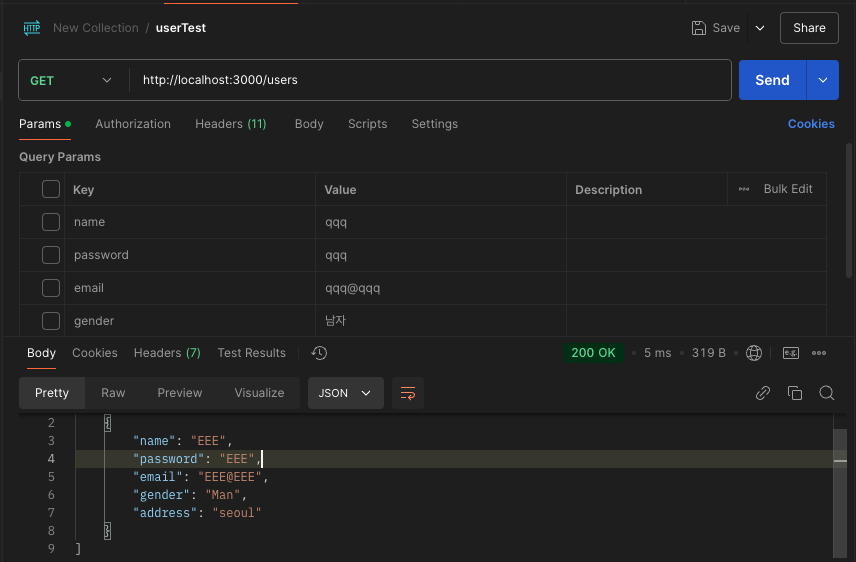 HTTP New Collection / userTest Save Share
GET http://localhost:3000/users Send
Params Authorization Headers (11) Body Scripts Settings Cookies
Query Params
Key Value Description Bulk Edit
name qqq
password qqq
email qqq@qqq
gender 남자
Body Cookies Headers (7) Test Results 200 OK 5 ms 319 B e.g.
Pretty Raw Preview Visualize JSON
2 {
3 "name": "EEE",
4 "password": "EEE",
5 "email": "EEE@EEE",
6 "gender": "Man",
7 "address": "seoul"
8 }
9 ]